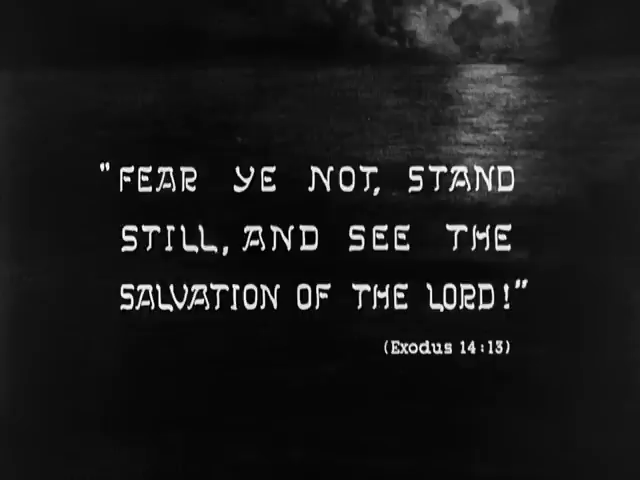 "FEAR YE NOT, STAND
STILL, AND SEE THE
SALVATION OF THE LORD!"
(Exodus 14:13)